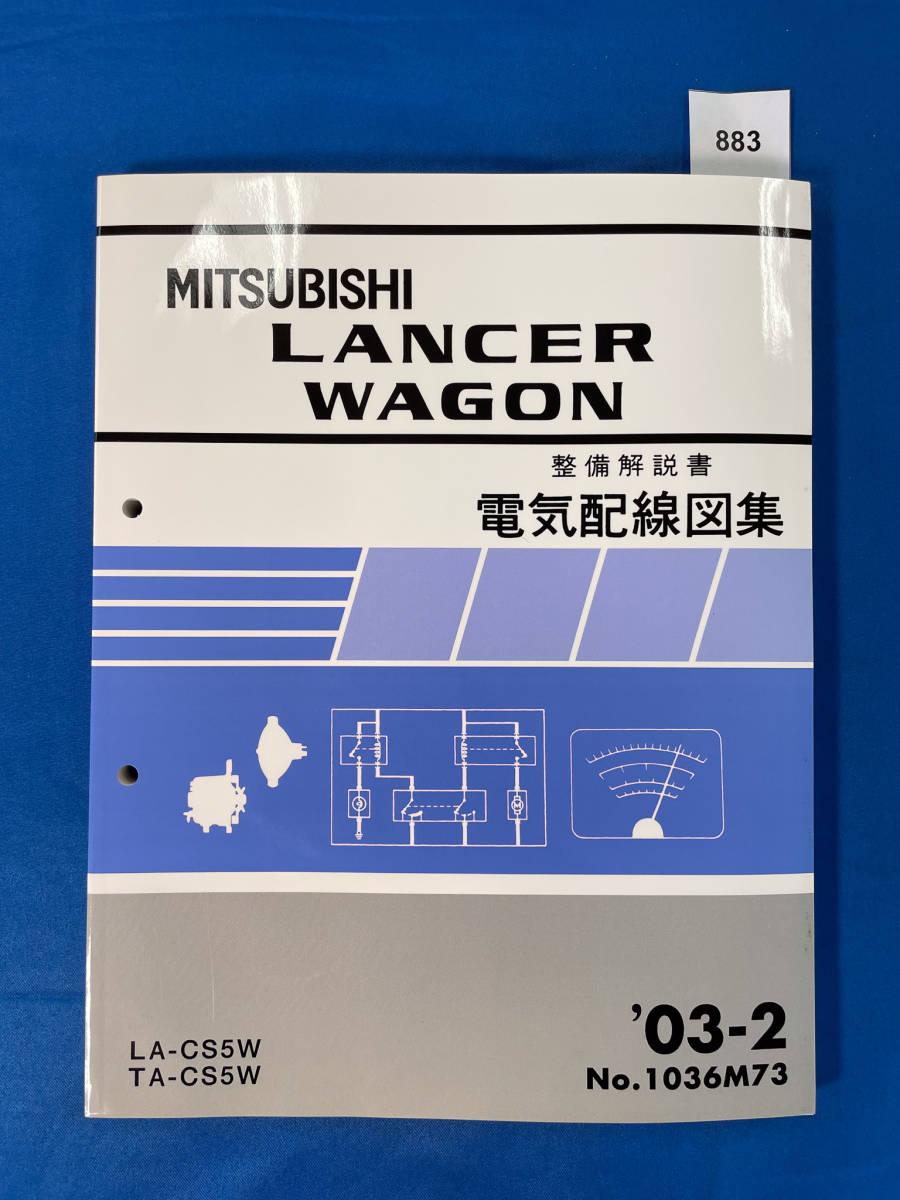 883
MITSUBISHI
LANCER
WAGON
整備解説書
電気配線図集
M
LA-CS5W
TA-CS5W
'03-2
No.1036M73